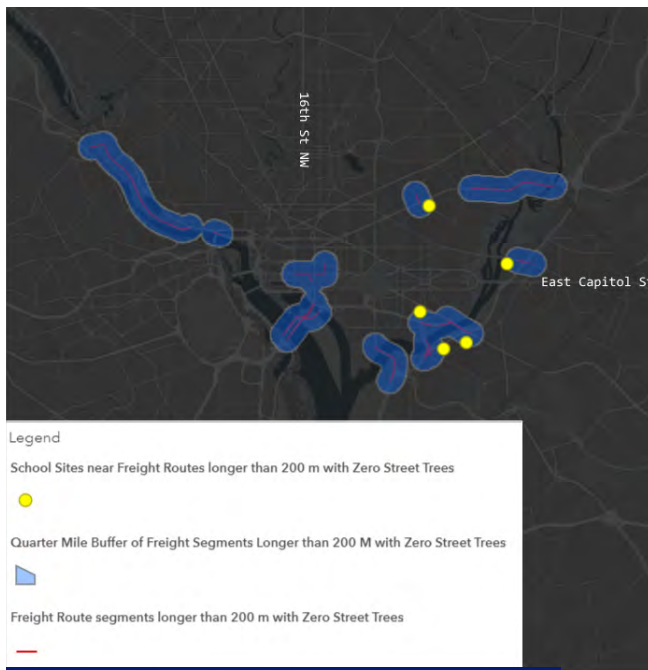 16th St NW
East Capitol St
Legend
School Sites near Freight Routes longer than 200 m with Zero Street Trees
Quarter Mile Buffer of Freight Segments Longer than 200 M with Zero Street Trees
Freight Route segments longer than 200 m with Zero Street Trees